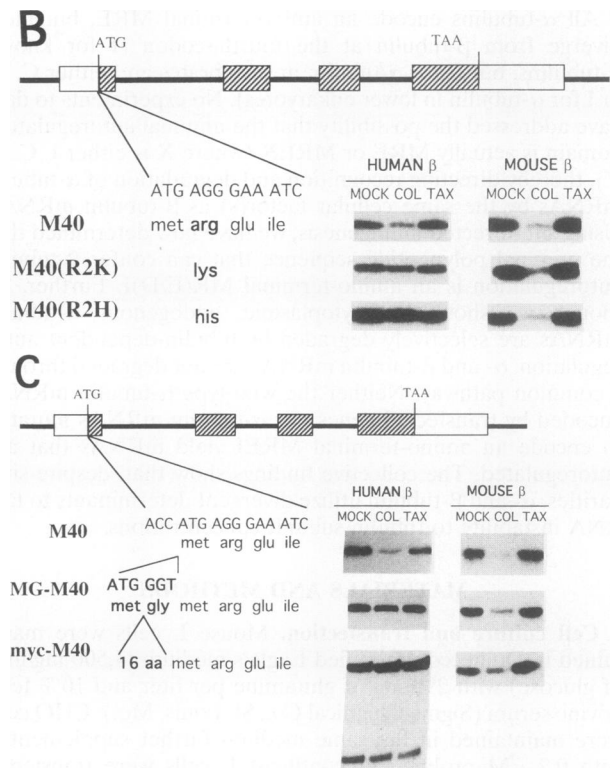 B
ATG
TAA
ATG AGG GAA ATC
HUMAN β MOUSE β
MOCK COL TAX MOCK COL TAX
M40 met arg glu ile
M40(R2K) lys
M40(R2H) his
C
ATG
TAA
HUMAN β MOUSE β
MOCK COL TAX MOCK COL TAX
M40 ACC ATG AGG GAA ATC
met arg glu ile
MG-M40 ATG GGT
met gly met arg glu ile
myc-M40
16 aa met arg glu ile